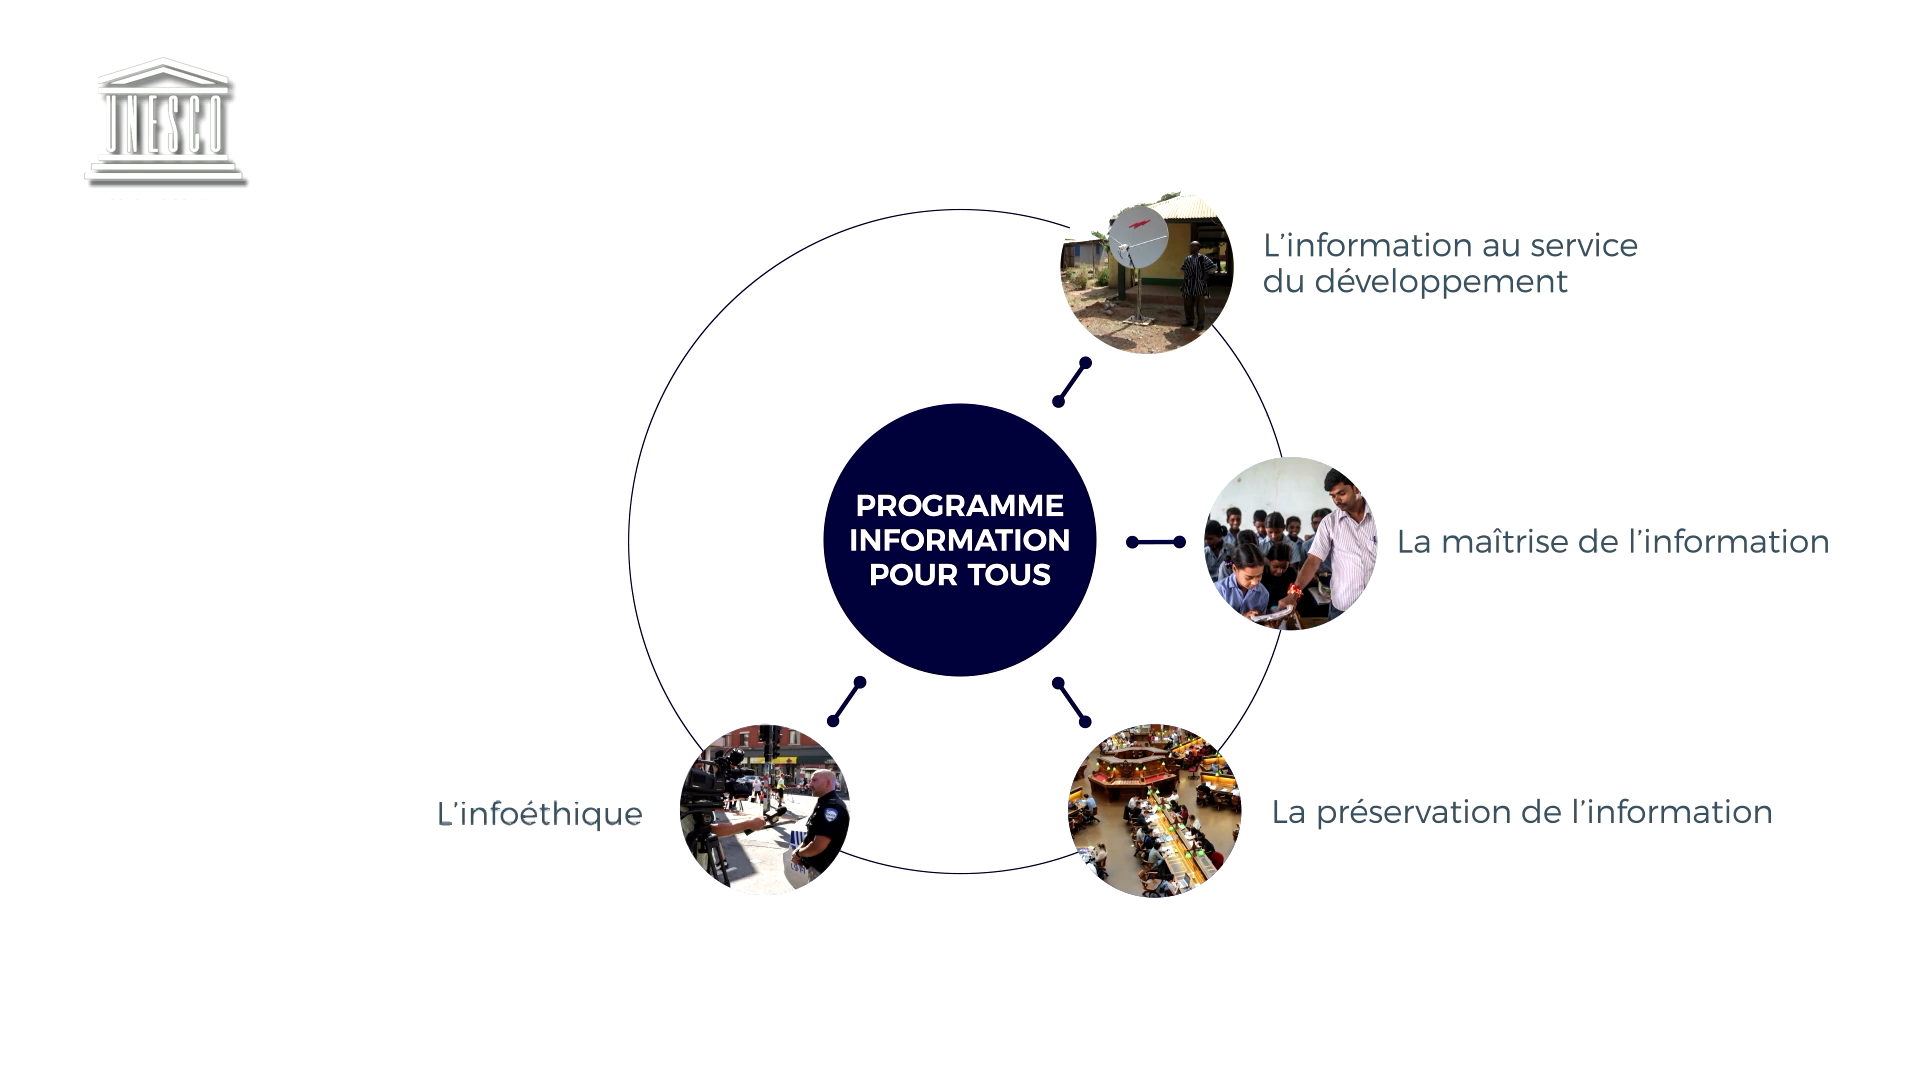 UNESCO
L'information au service
du développement
PROGRAMME
INFORMATION
POUR TOUS
La maîtrise de l'information
L'infoéthique
La préservation de l'information